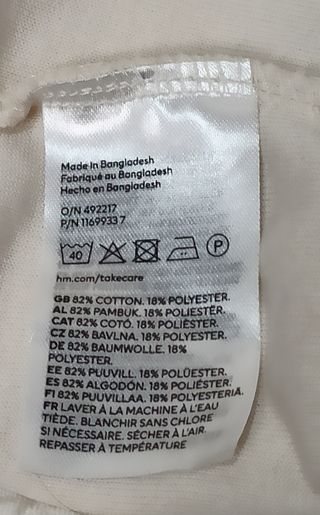 Made in Bangladesh
Fabriqué au Bangladesh
Hecho en Bangladesh
O/N 492217
P/N 1169933 7
40 P
hm.com/takecare
GB 82% COTTON. 18% POLYESTER.
AL 82% PAMBUK. 18% POLIESTËR.
CAT 82% COTÓ. 18% POLIÈSTER.
CZ 82% BAVLNA. 18% POLYESTER.
DE 82% BAUMWOLLE. 18%
POLYESTER.
EE 82% PUUVILL. 18% POLÜESTER.
ES 82% ALGODÓN. 18% POLIÉSTER.
FI 82% PUUVILLAA. 18% POLYESTERIÄ.
FR LAVER À LA MACHINE À L'EAU
TIÈDE. BLANCHIR SANS CHLORE
SI NÉCESSAIRE. SÉCHER À L'AIR.
REPASSER À TEMPÉRATURE